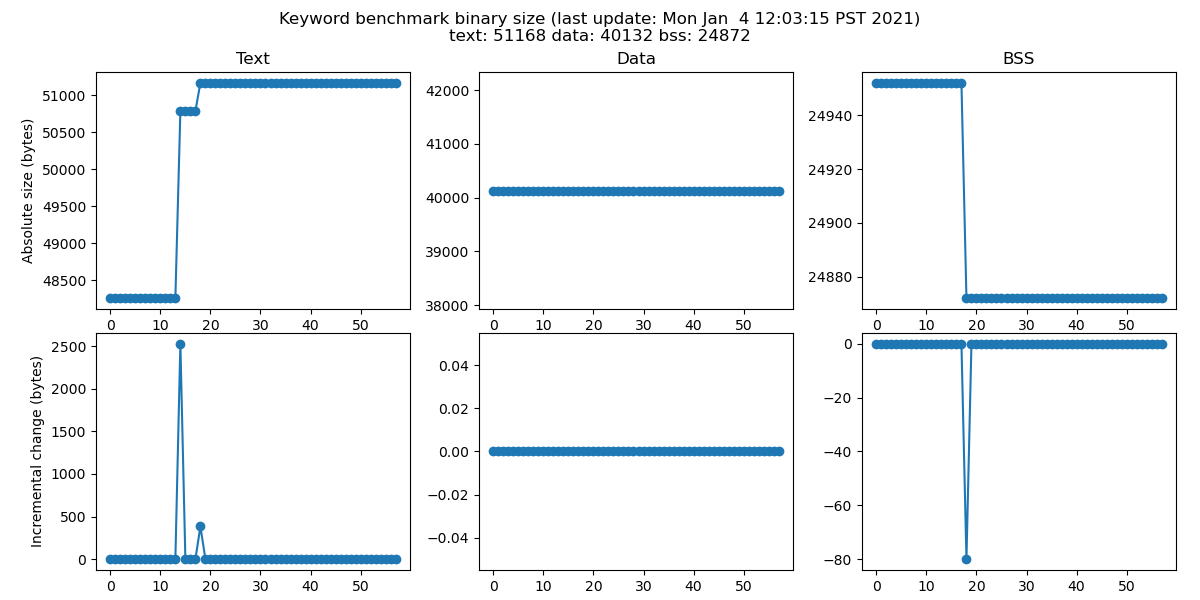 Keyword benchmark binary size (last update: Mon Jan  4 12:03:15 PST 2021)
text: 51168 data: 40132 bss: 24872
Text
Data
BSS
Absolute size (bytes)
51000
50500
50000
49500
49000
48500
0 10 20 30 40 50
42000
41000
40000
39000
38000
0 10 20 30 40 50
24940
24920
24900
24880
0 10 20 30 40 50
Incremental change (bytes)
2500
2000
1500
1000
500
0
0 10 20 30 40 50
0.04
0.02
0.00
−0.02
−0.04
0 10 20 30 40 50
0
−20
−40
−60
−80
0 10 20 30 40 50